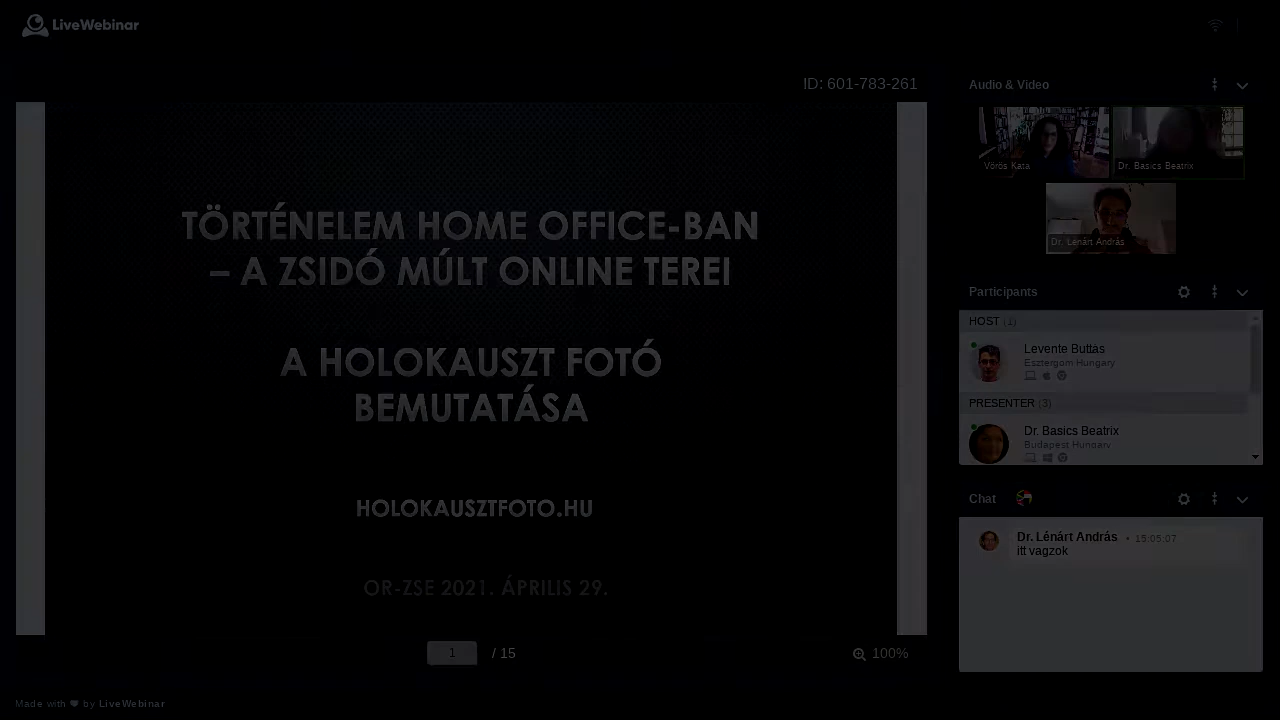 LiveWebinar
ID: 601-783-261
TÖRTÉNELEM HOME OFFICE-BAN
– A ZSIDÓ MÚLT ONLINE TEREI
A HOLOKAUSZT FOTÓ
BEMUTATÁSA
HOLOKAUSZTFOTO.HU
OR-ZSE 2021. ÁPRILIS 29.
1 / 15
100%
Audio & Video
Vörös Kata
Dr. Basics Beatrix
Dr. Lénárt András
Participants
HOST (1)
Levente Buttás
Esztergom Hungary
PRESENTER (3)
Dr. Basics Beatrix
Budapest Hungary
Chat
Dr. Lénárt András • 15:05:07
itt vagzok
Made with by LiveWebinar